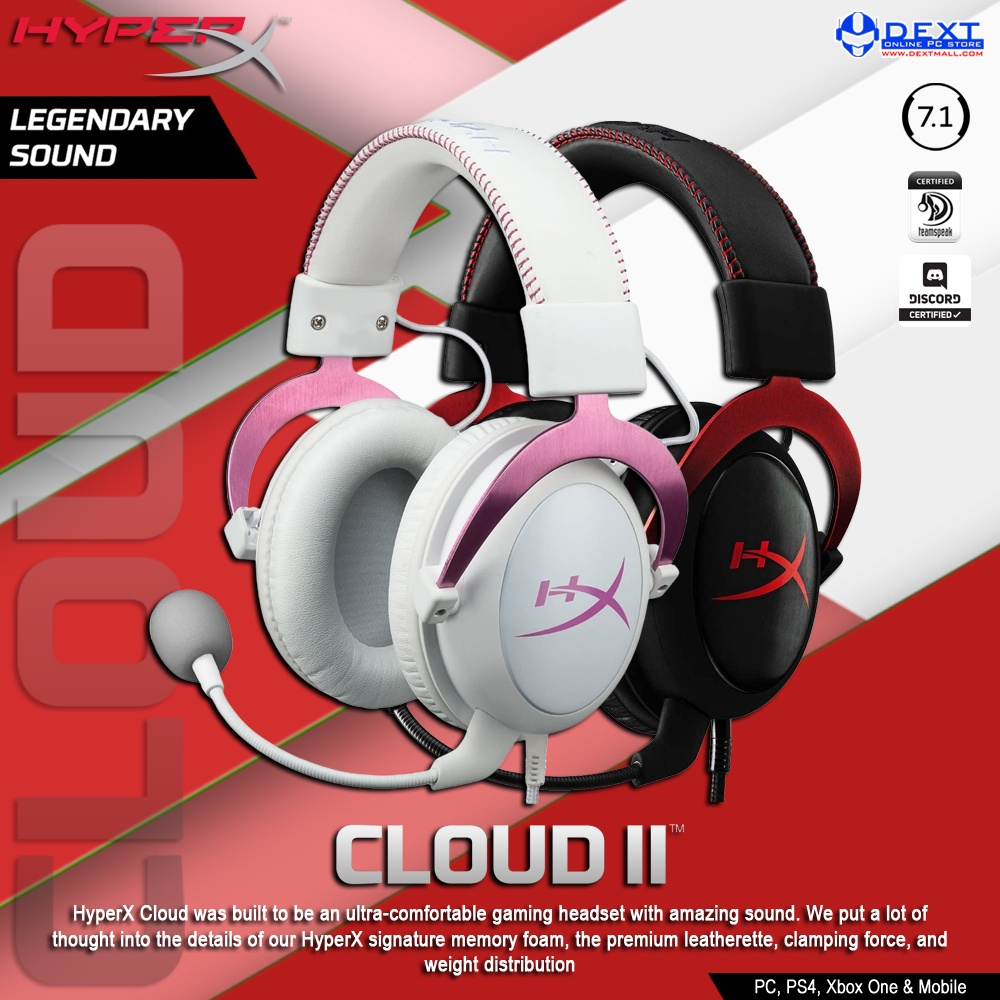 HYPERX™
DEXT
ONLINE PC STORE
WWW.DEXTMALL.COM
LEGENDARY
SOUND
7.1
CERTIFIED
teamspeak
DISCORD
CERTIFIED✓
CLOUD
HX
HX
CLOUD II™
HyperX Cloud was built to be an ultra-comfortable gaming headset with amazing sound. We put a lot of
thought into the details of our HyperX signature memory foam, the premium leatherette, clamping force, and
weight distribution
PC, PS4, Xbox One & Mobile